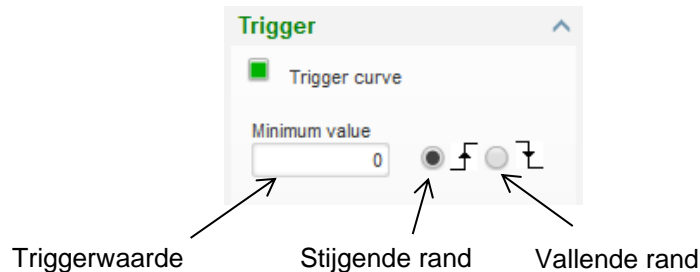 Trigger
Trigger curve
Minimum value
0
Triggerwaarde Stijgende rand Vallende rand